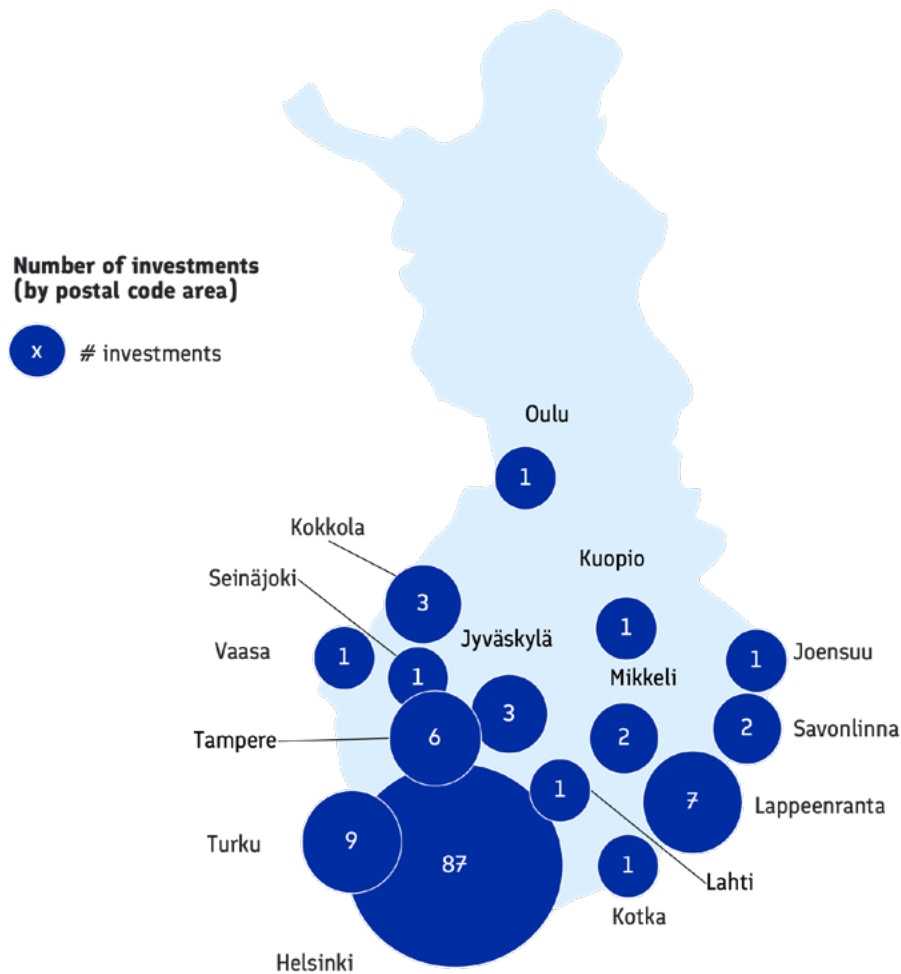 Number of investments
(by postal code area)
x # investments
Oulu
1
Kokkola
3
Kuopio
1
Seinäjoki
1
Jyväskylä
3
Vaasa
1
Joensuu
1
Mikkeli
2
Savonlinna
2
Tampere
6
Lappeenranta
7
Lahti
1
Turku
9
Helsinki
87
Kotka
1